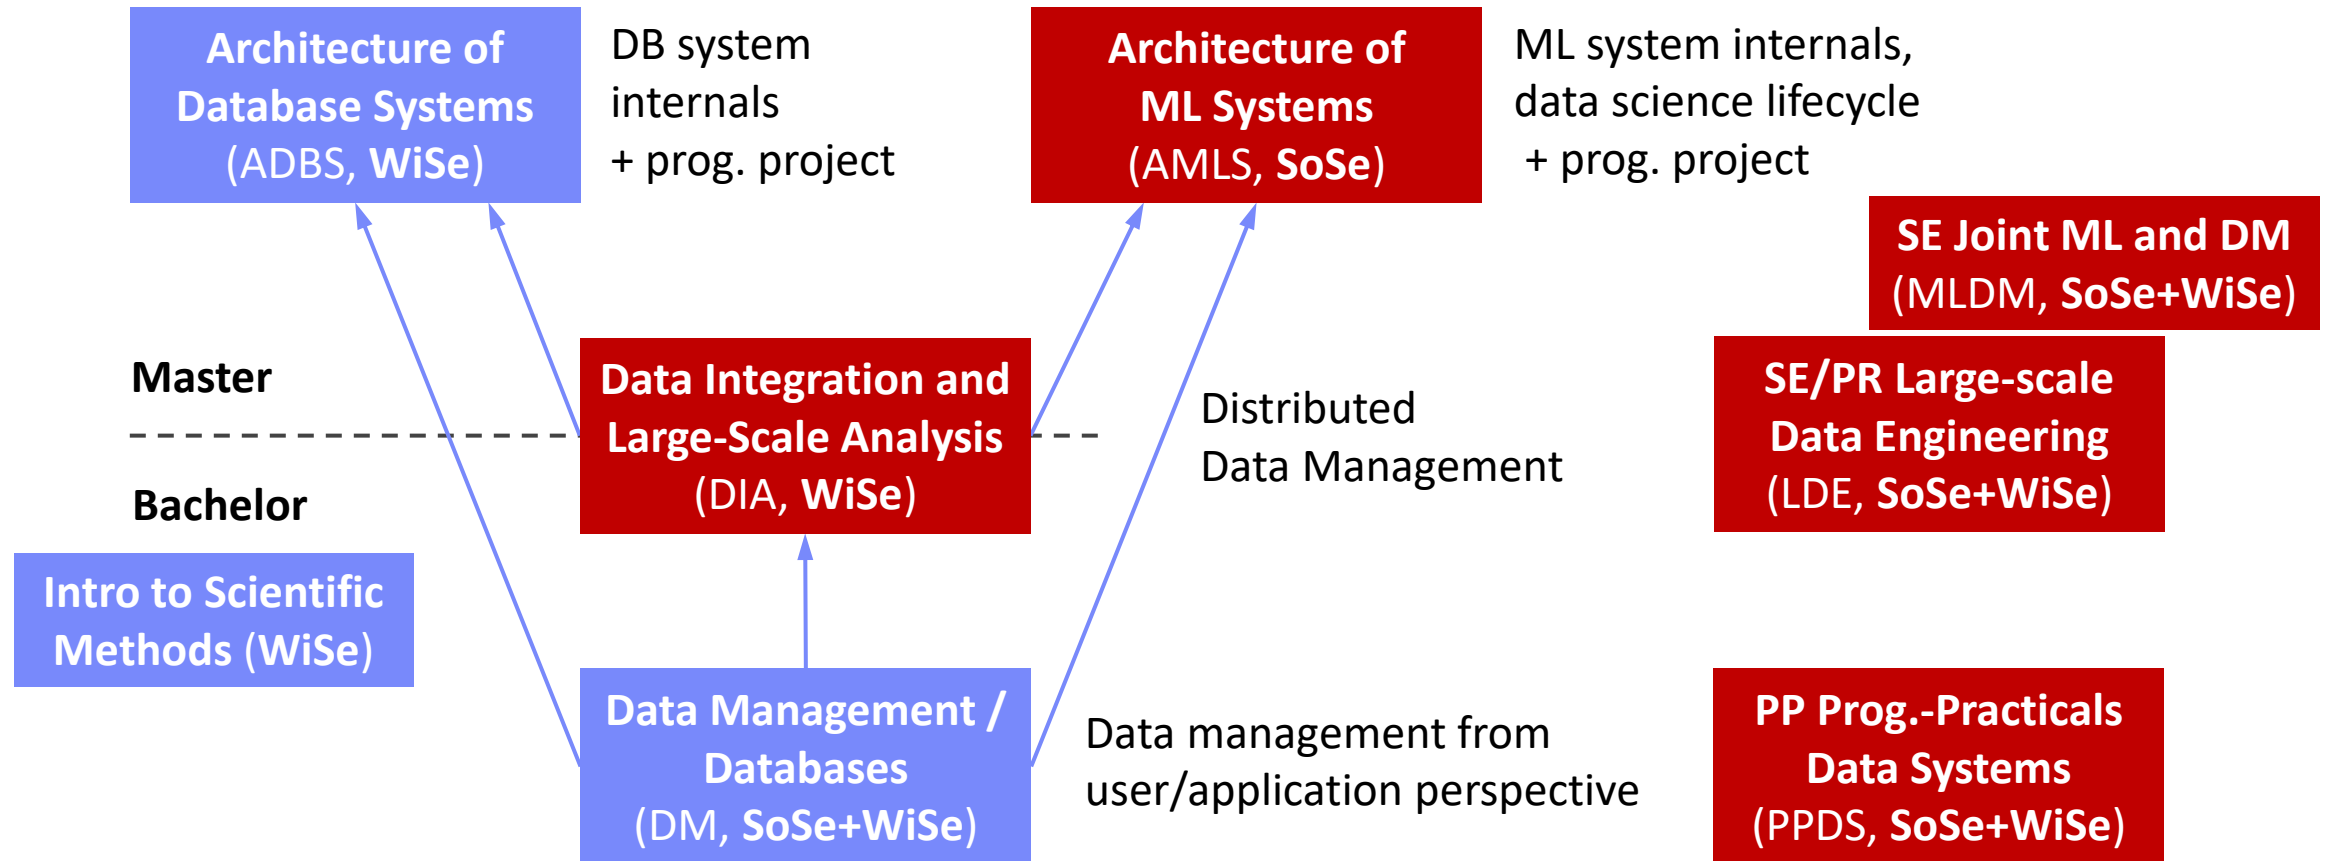 Architecture of
Database Systems
(ADBS, WiSe)
DB system
internals
+ prog. project
Architecture of
ML Systems
(AMLS, SoSe)
ML system internals,
data science lifecycle
+ prog. project
SE Joint ML and DM
(MLDM, SoSe+WiSe)
Master
Data Integration and
Large-Scale Analysis
(DIA, WiSe)
Distributed
Data Management
SE/PR Large-scale
Data Engineering
(LDE, SoSe+WiSe)
Bachelor
Intro to Scientific
Methods (WiSe)
Data Management /
Databases
(DM, SoSe+WiSe)
Data management from
user/application perspective
PP Prog.-Practicals
Data Systems
(PPDS, SoSe+WiSe)